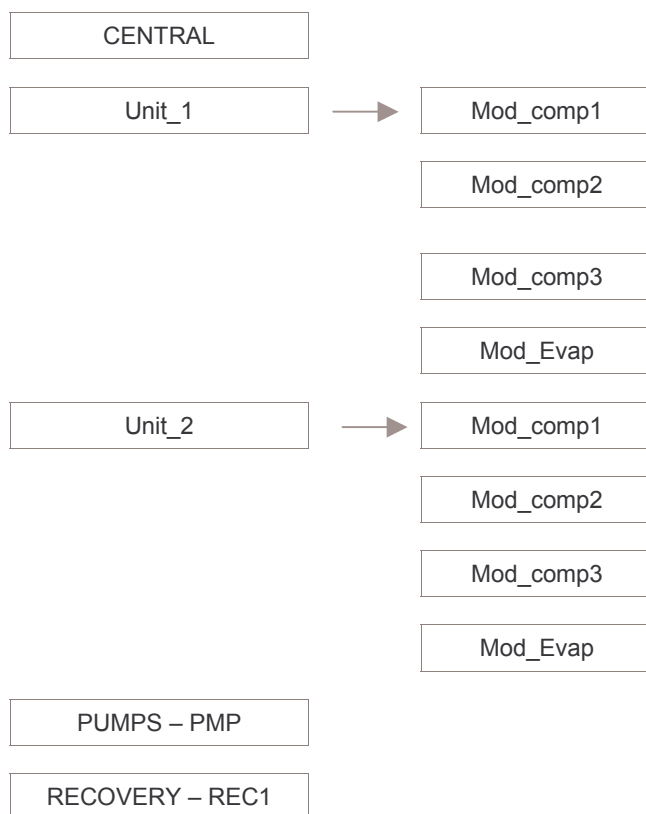 CENTRAL
Unit_1
Mod_comp1
Mod_comp2
Mod_comp3
Mod_Evap
Unit_2
Mod_comp1
Mod_comp2
Mod_comp3
Mod_Evap
PUMPS – PMP
RECOVERY – REC1